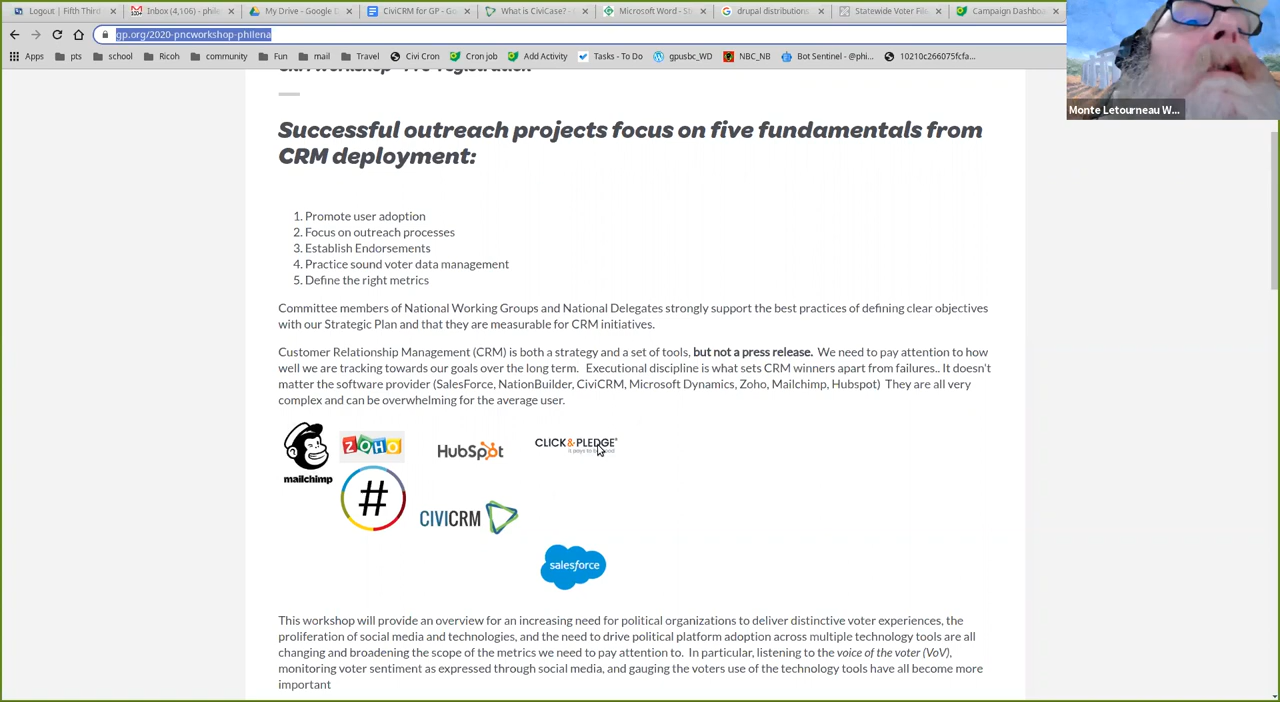 Logout | Fifth Third
Inbox (4,106) - phile
My Drive - Google D
CiviCRM for GP - Go
What is CiviCase? -
Microsoft Word - St
drupal distributions
Statewide Voter File
Campaign Dashboa
gp.org/2020-pncworkshop-philena
Apps
pts
school
Ricoh
community
Fun
mail
Travel
Civi Cron
Cron job
Add Activity
Tasks - To Do
gpusbc_WD
NBC_NB
Bot Sentinel - @phi...
10210c266075fcfa...
Monte Letourneau W...
Successful outreach projects focus on five fundamentals from
CRM deployment:
1. Promote user adoption
2. Focus on outreach processes
3. Establish Endorsements
4. Practice sound voter data management
5. Define the right metrics
Committee members of National Working Groups and National Delegates strongly support the best practices of defining clear objectives
with our Strategic Plan and that they are measurable for CRM initiatives.
Customer Relationship Management (CRM) is both a strategy and a set of tools, but not a press release. We need to pay attention to how
well we are tracking towards our goals over the long term. Executional discipline is what sets CRM winners apart from failures.. It doesn't
matter the software provider (SalesForce, NationBuilder, CiviCRM, Microsoft Dynamics, Zoho, Mailchimp, Hubspot) They are all very
complex and can be overwhelming for the average user.
mailchimp
ZOHO
HubSpot
CLICK&PLEDGE®
#
CIVICRM
salesforce
This workshop will provide an overview for an increasing need for political organizations to deliver distinctive voter experiences, the
proliferation of social media and technologies, and the need to drive political platform adoption across multiple technology tools are all
changing and broadening the scope of the metrics we need to pay attention to. In particular, listening to the voice of the voter (VoV),
monitoring voter sentiment as expressed through social media, and gauging the voters use of the technology tools have all become more
important